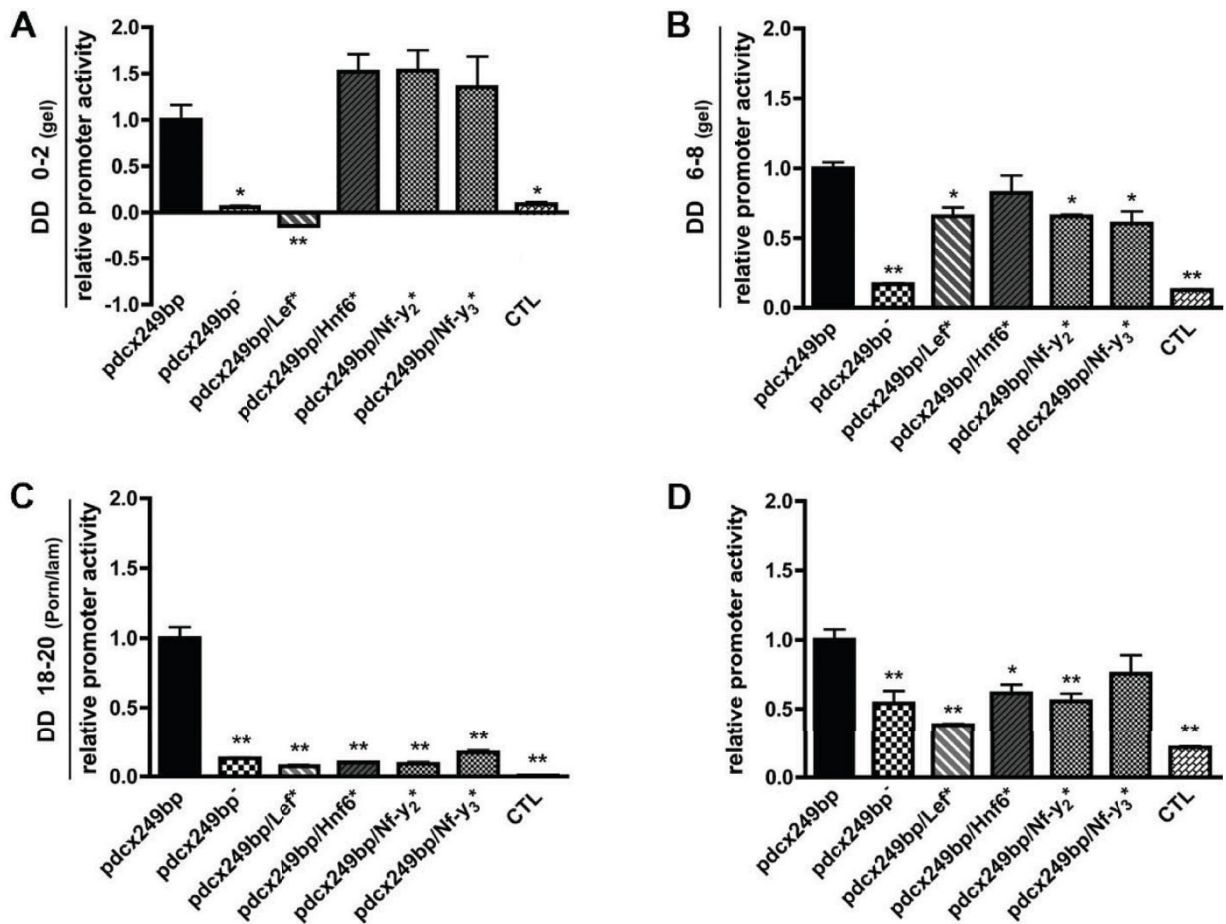 A
DD 0-2 (gel)
relative promoter activity
2.0
1.5
1.0
0.5
0.0
-0.5
-1.0
*
**
*
pdcx249bp
pdcx249bp-
pdcx249bp/Lef*
pdcx249bp/Hnf6*
pdcx249bp/Nf-y2*
pdcx249bp/Nf-y3*
CTL
B
DD 6-8 (gel)
relative promoter activity
2.0
1.5
1.0
0.5
0.0
**
*
*
*
**
pdcx249bp
pdcx249bp-
pdcx249bp/Lef*
pdcx249bp/Hnf6*
pdcx249bp/Nf-y2*
pdcx249bp/Nf-y3*
CTL
C
DD 18-20 (Porn/lam)
relative promoter activity
2.0
1.5
1.0
0.5
0.0
**
**
**
**
**
**
pdcx249bp
pdcx249bp-
pdcx249bp/Lef*
pdcx249bp/Hnf6*
pdcx249bp/Nf-y2*
pdcx249bp/Nf-y3*
CTL
D
relative promoter activity
2.0
1.5
1.0
0.5
0.0
**
**
*
**
**
pdcx249bp
pdcx249bp-
pdcx249bp/Lef*
pdcx249bp/Hnf6*
pdcx249bp/Nf-y2*
pdcx249bp/Nf-y3*
CTL